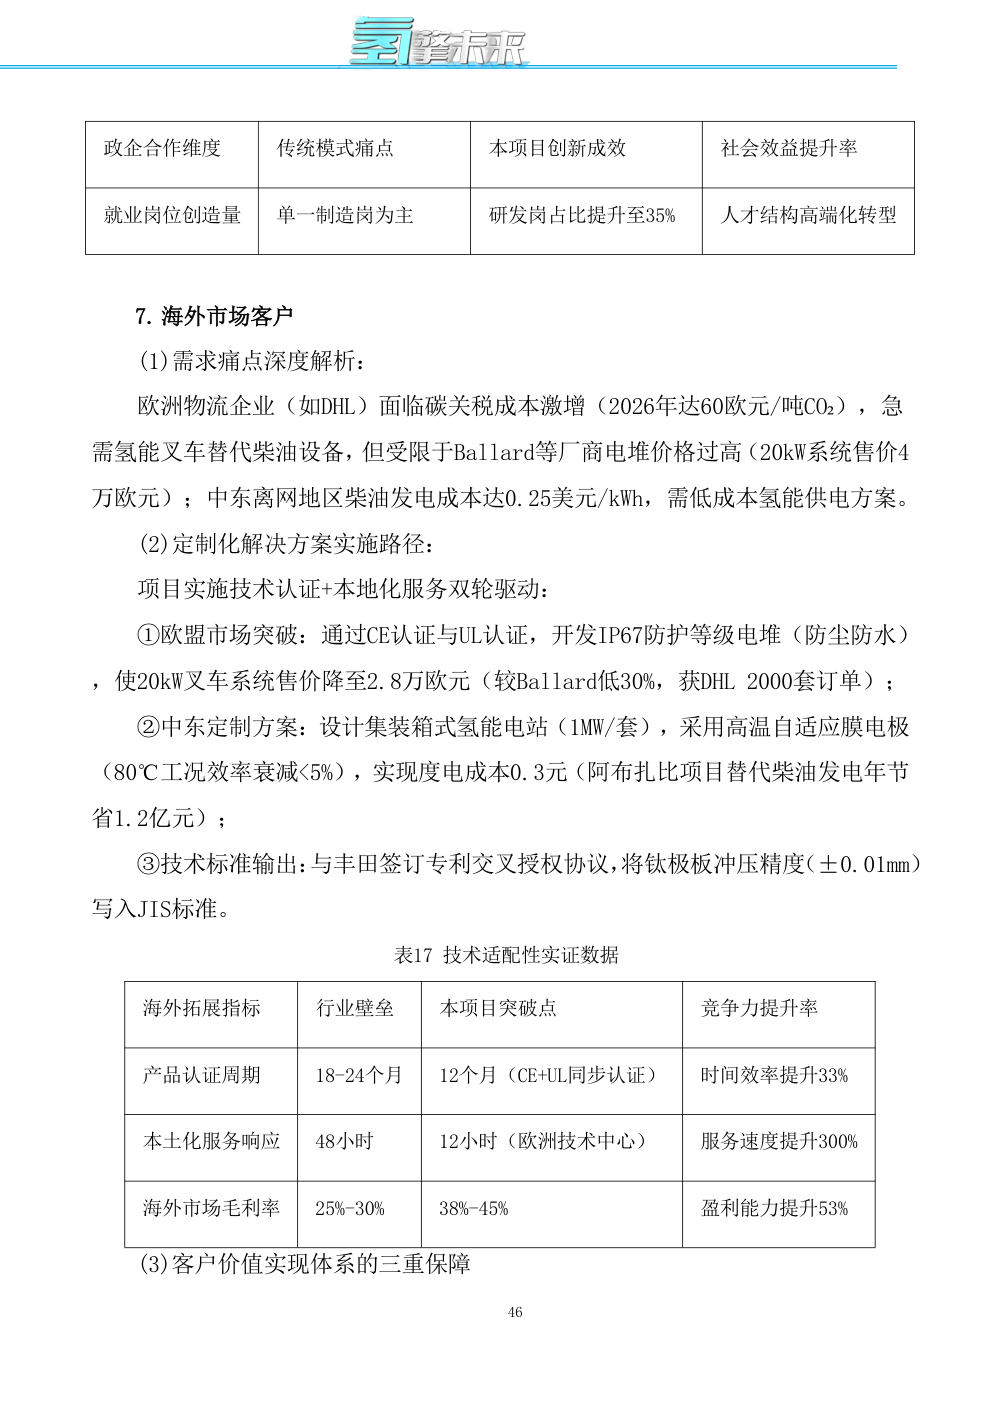 氢擎未来
政企合作维度 传统模式痛点 本项目创新成效 社会效益提升率
就业岗位创造量 单一制造岗为主 研发岗占比提升至35% 人才结构高端化转型
7. 海外市场客户
(1)需求痛点深度解析：
欧洲物流企业（如DHL）面临碳关税成本激增（2026年达60欧元/吨CO₂），急
需氢能叉车替代柴油设备，但受限于Ballard等厂商电堆价格过高（20kW系统售价4
万欧元）；中东离网地区柴油发电成本达0.25美元/kWh，需低成本氢能供电方案。
(2)定制化解决方案实施路径：
项目实施技术认证+本地化服务双轮驱动：
①欧盟市场突破：通过CE认证与UL认证，开发IP67防护等级电堆（防尘防水）
，使20kW叉车系统售价降至2.8万欧元（较Ballard低30%，获DHL 2000套订单）；
②中东定制方案：设计集装箱式氢能电站（1MW/套），采用高温自适应膜电极
（80℃工况效率衰减<5%），实现度电成本0.3元（阿布扎比项目替代柴油发电年节
省1.2亿元）；
③技术标准输出：与丰田签订专利交叉授权协议，将钛极板冲压精度（±0.01mm）
写入JIS标准。
表17 技术适配性实证数据
海外拓展指标 行业壁垒 本项目突破点 竞争力提升率
产品认证周期 18-24个月 12个月（CE+UL同步认证） 时间效率提升33%
本土化服务响应 48小时 12小时（欧洲技术中心） 服务速度提升300%
海外市场毛利率 25%-30% 38%-45% 盈利能力提升53%
(3)客户价值实现体系的三重保障
46